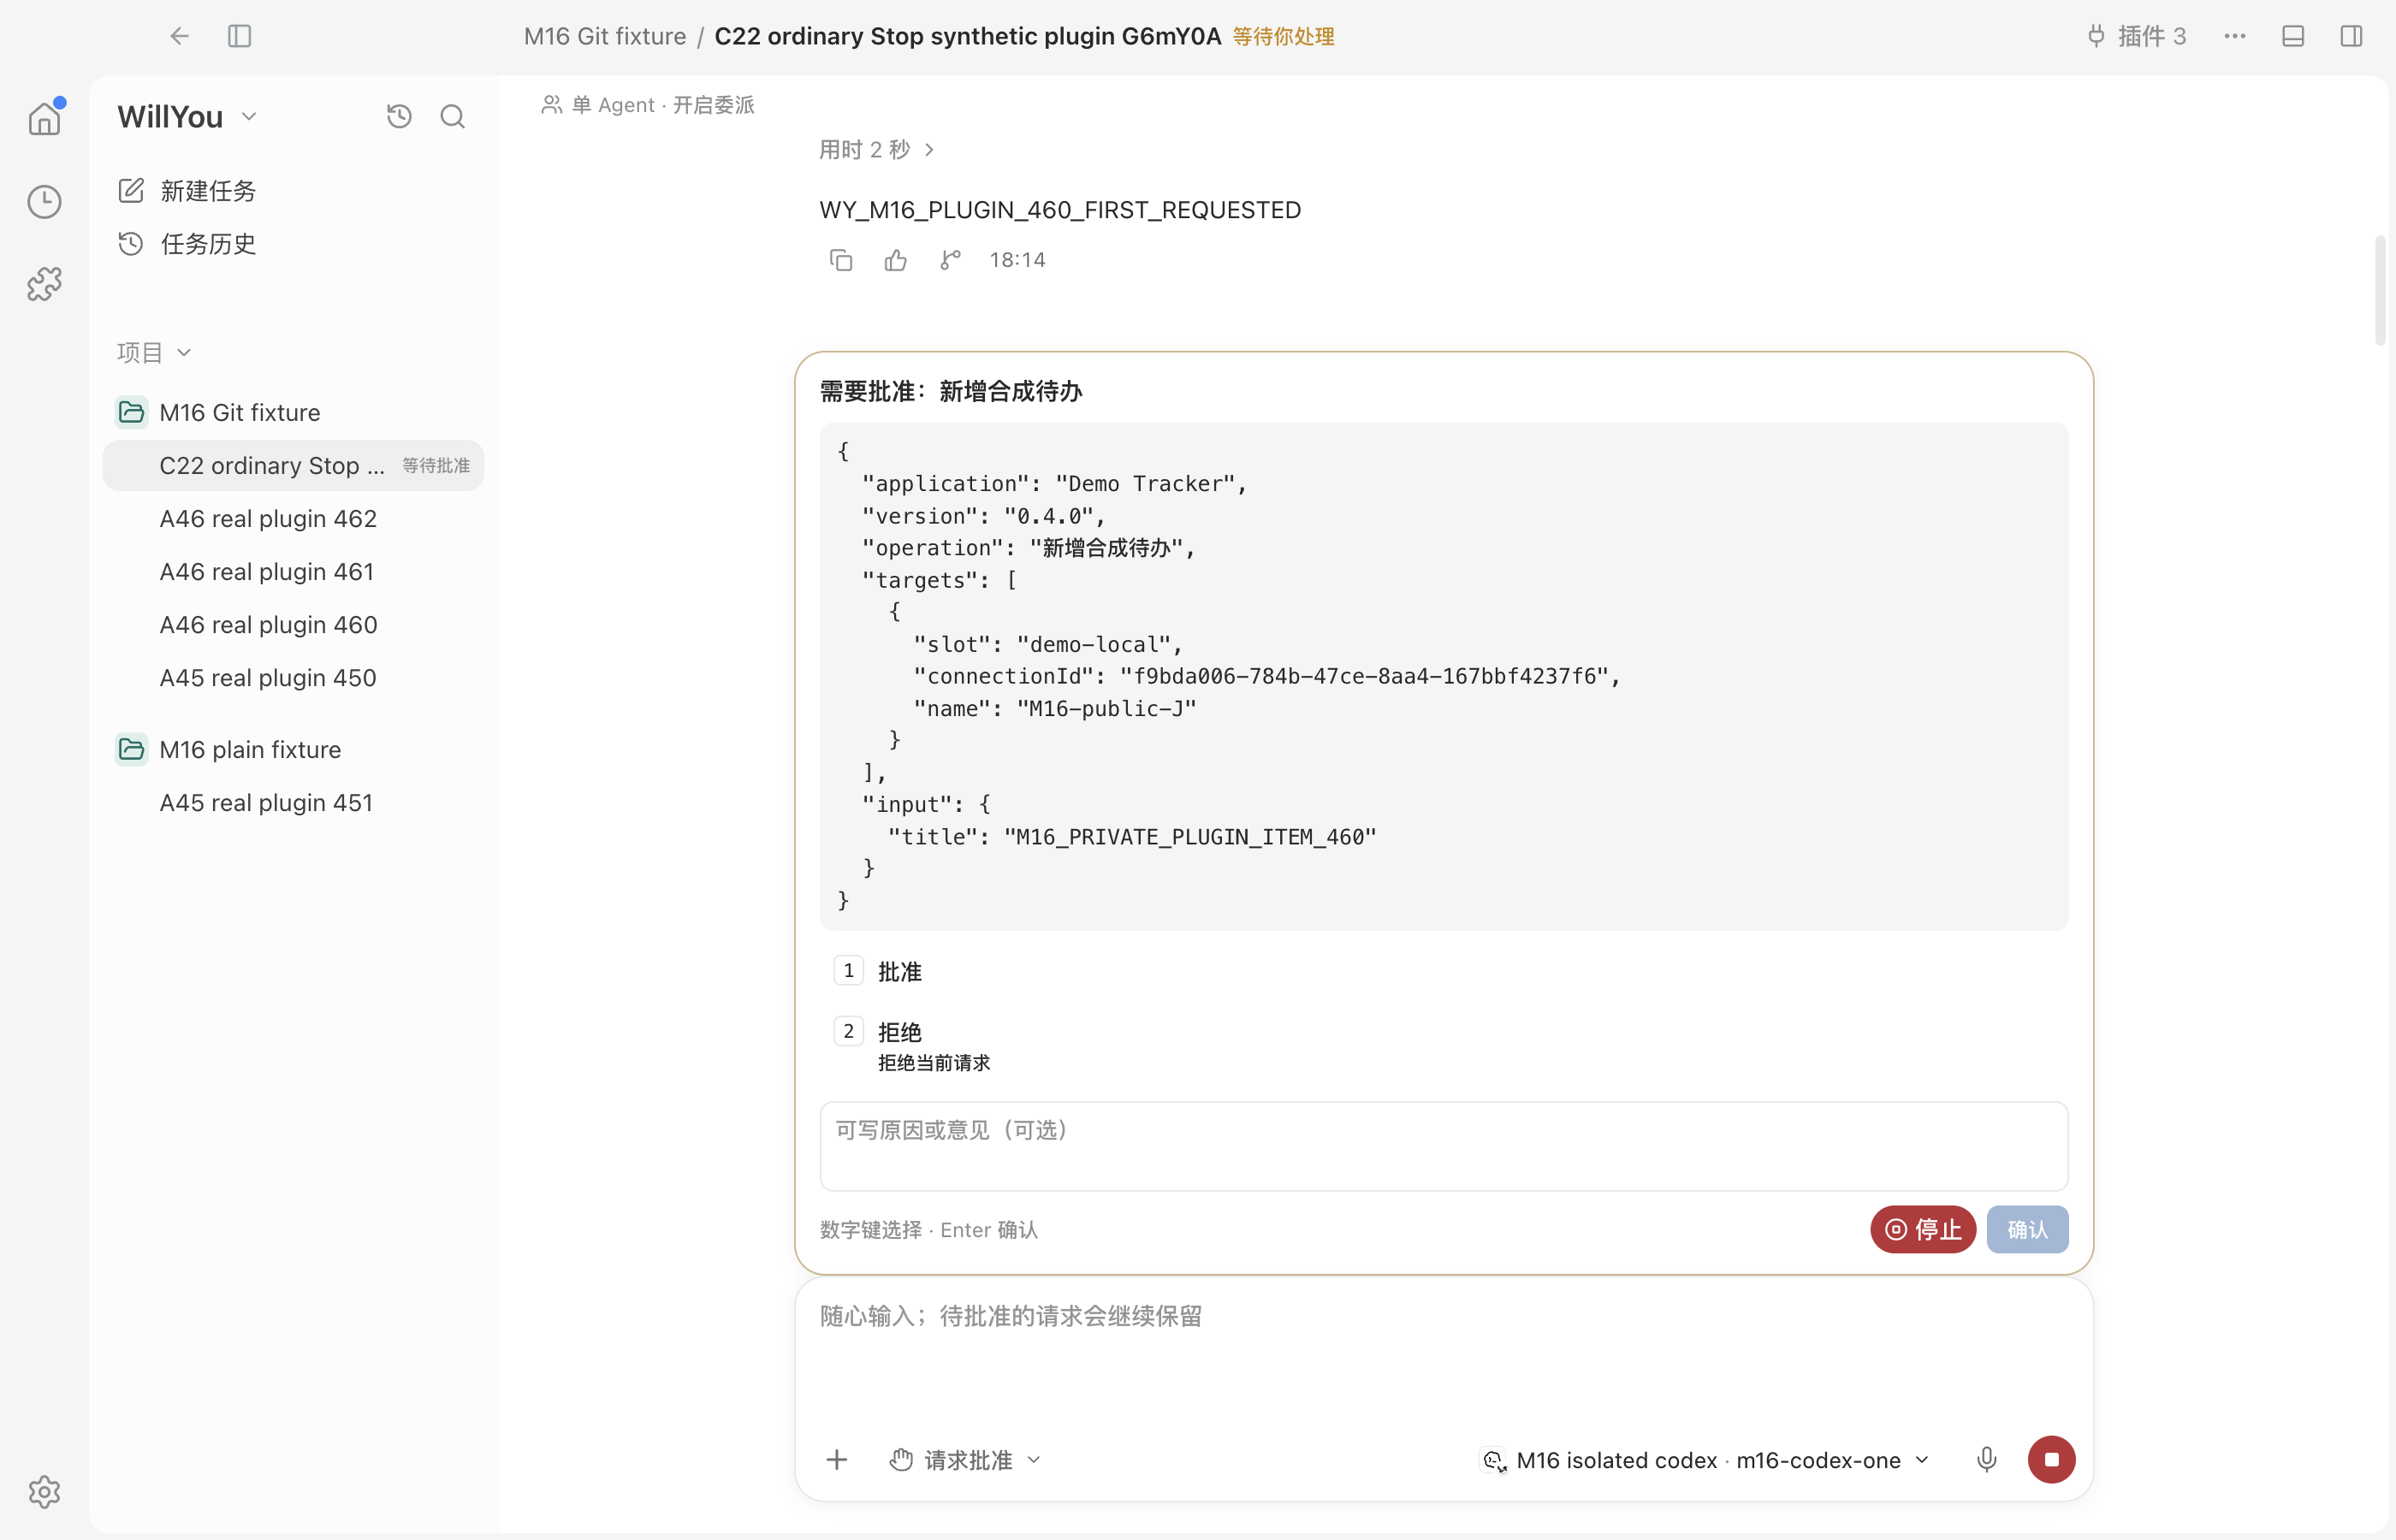 M16 Git fixture / C22 ordinary Stop synthetic plugin G6mY0A 等待你处理
插件 3
WillYou
新建任务
任务历史
项目
M16 Git fixture
C22 ordinary Stop ... 等待批准
A46 real plugin 462
A46 real plugin 461
A46 real plugin 460
A45 real plugin 450
M16 plain fixture
A45 real plugin 451
单 Agent · 开启委派
用时 2 秒
WY_M16_PLUGIN_460_FIRST_REQUESTED
18:14
需要批准：新增合成待办
{
  "application": "Demo Tracker",
  "version": "0.4.0",
  "operation": "新增合成待办",
  "targets": [
    {
      "slot": "demo-local",
      "connectionId": "f9bda006-784b-47ce-8aa4-167bbf4237f6",
      "name": "M16-public-J"
    }
  ],
  "input": {
    "title": "M16_PRIVATE_PLUGIN_ITEM_460"
  }
}
1 批准
2 拒绝
拒绝当前请求
可写原因或意见（可选）
数字键选择 · Enter 确认
停止
确认
随心输入；待批准的请求会继续保留
请求批准
M16 isolated codex · m16-codex-one